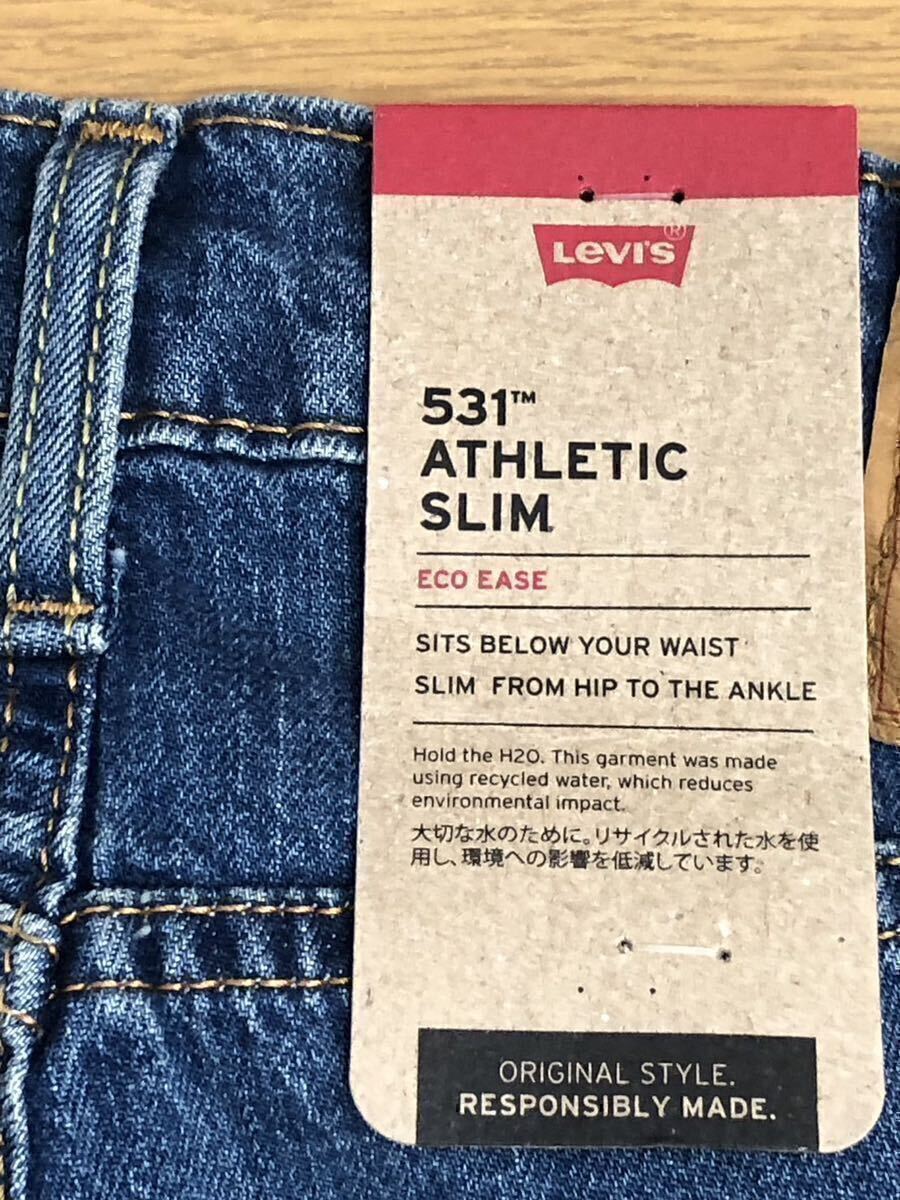 LEVI'S®
531™
ATHLETIC
SLIM
ECO EASE
SITS BELOW YOUR WAIST
SLIM FROM HIP TO THE ANKLE
Hold the H2O. This garment was made
using recycled water, which reduces
environmental impact.
大切な水のために。リサイクルされた水を使
用し、環境への影響を低減しています。
ORIGINAL STYLE.
RESPONSIBLY MADE.